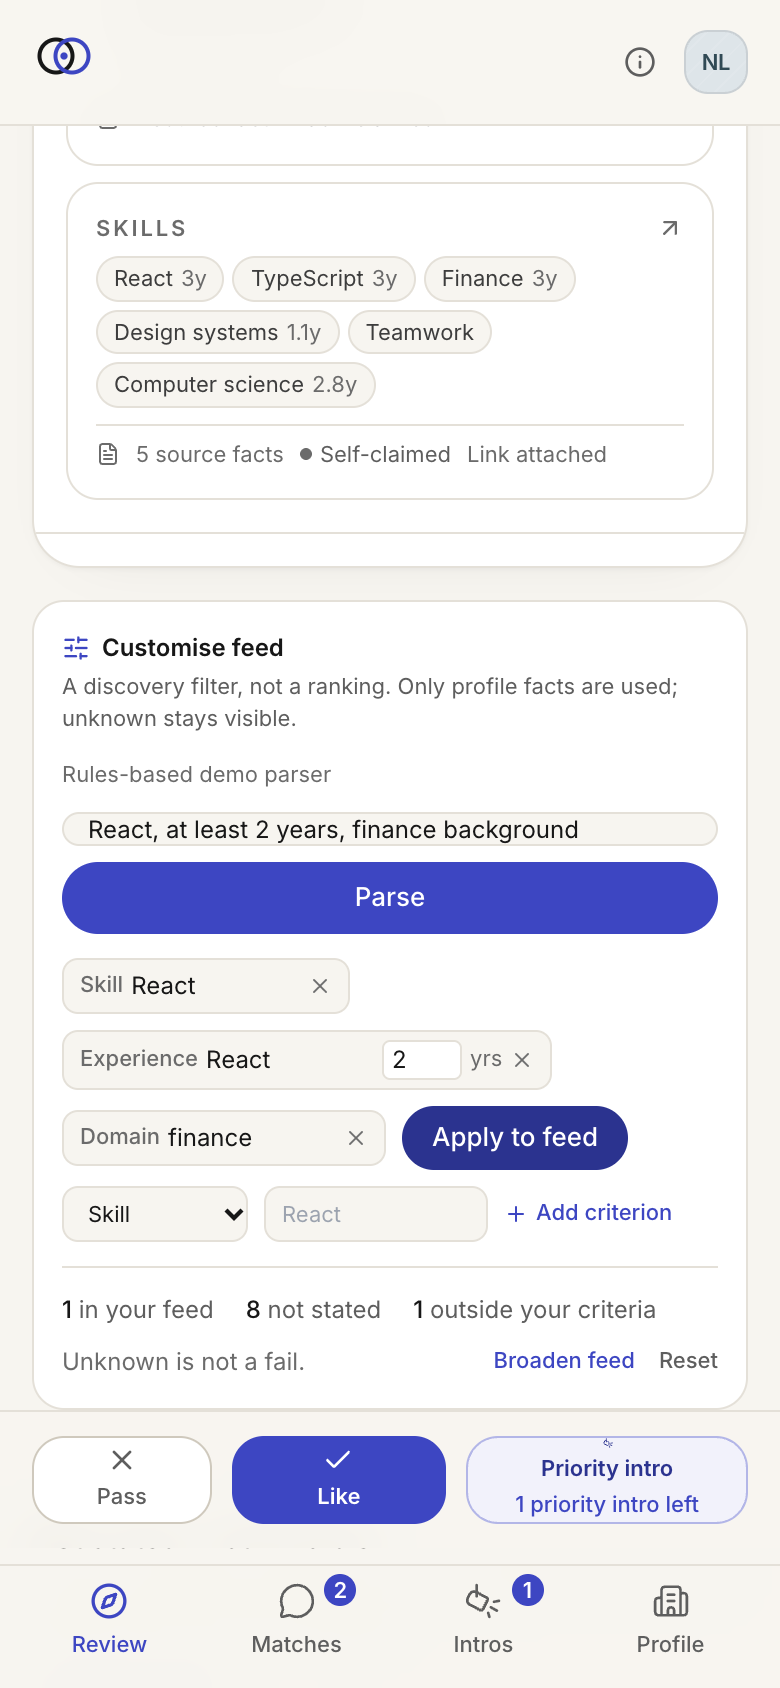 NL
SKILLS
React 3y TypeScript 3y Finance 3y
Design systems 1.1y Teamwork
Computer science 2.8y
5 source facts Self-claimed Link attached
Customise feed
A discovery filter, not a ranking. Only profile facts are used;
unknown stays visible.
Rules-based demo parser
React, at least 2 years, finance background
Parse
Skill React
Experience React 2 yrs
Domain finance Apply to feed
Skill React + Add criterion
1 in your feed 8 not stated 1 outside your criteria
Unknown is not a fail. Broaden feed Reset
Pass Like Priority intro
1 priority intro left
2 1
Review Matches Intros Profile